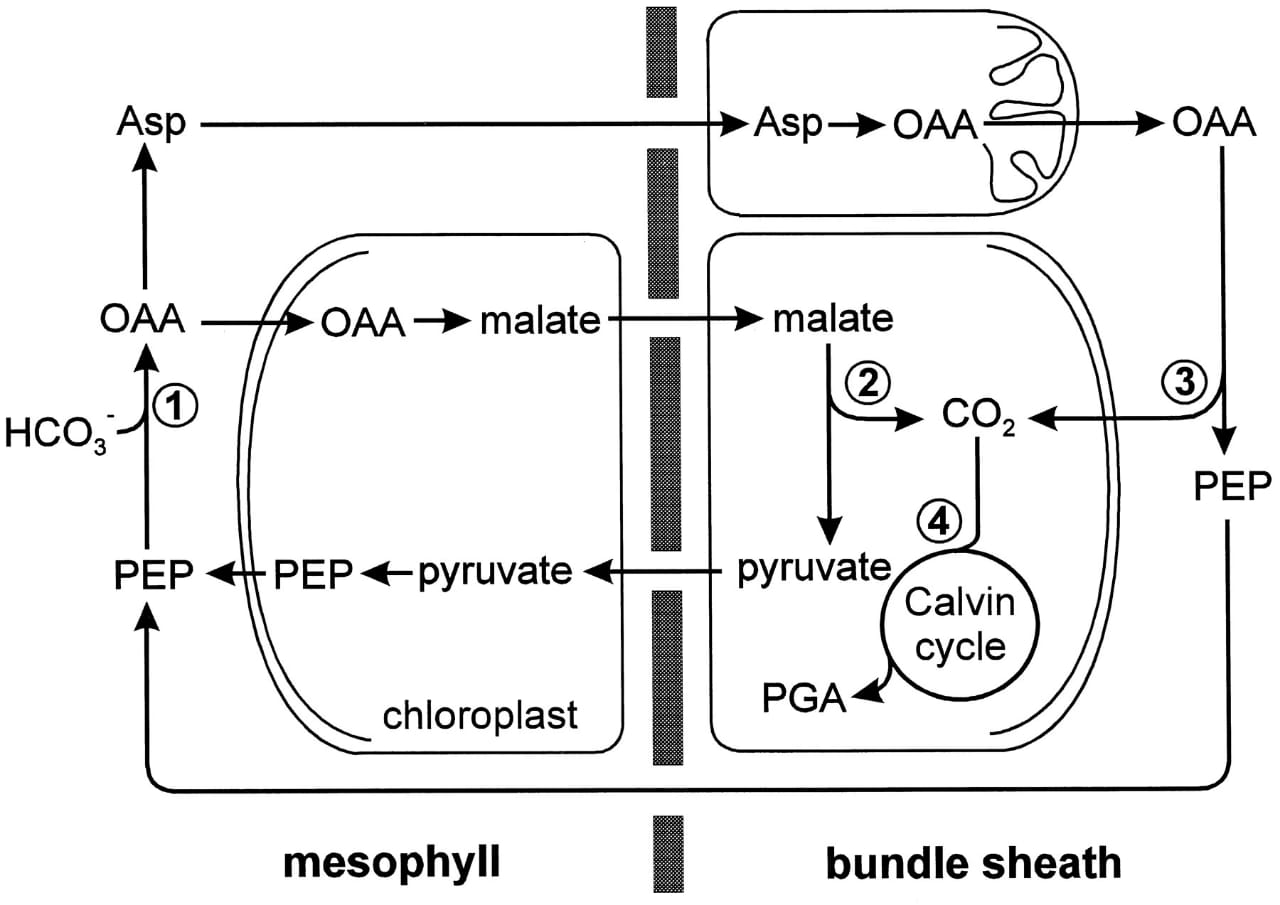 Asp
Asp
OAA
OAA
OAA
OAA
malate
malate
HCO₃⁻
①
②
CO₂
③
PEP
④
PEP
PEP
pyruvate
pyruvate
Calvin
cycle
PGA
chloroplast
mesophyll
bundle sheath